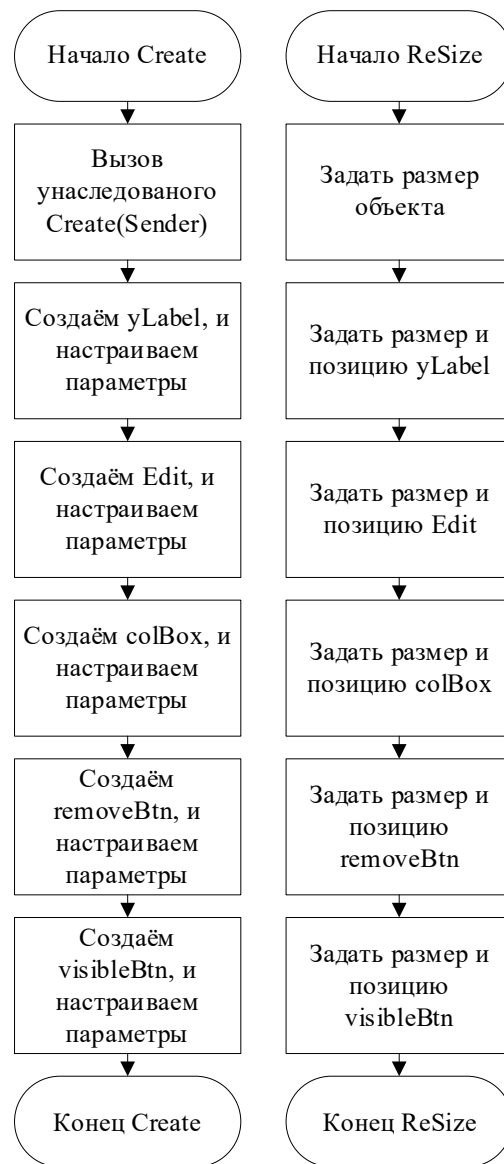 Начало Create
Вызов
унаследованого
Create(Sender)
Создаём yLabel, и
настраиваем
параметры
Создаём Edit, и
настраиваем
параметры
Создаём colBox, и
настраиваем
параметры
Создаём
removeBtn, и
настраиваем
параметры
Создаём
visibleBtn, и
настраиваем
параметры
Конец Create
Начало ReSize
Задать размер
объекта
Задать размер и
позицию yLabel
Задать размер и
позицию Edit
Задать размер и
позицию colBox
Задать размер и
позицию
removeBtn
Задать размер и
позицию
visibleBtn
Конец ReSize